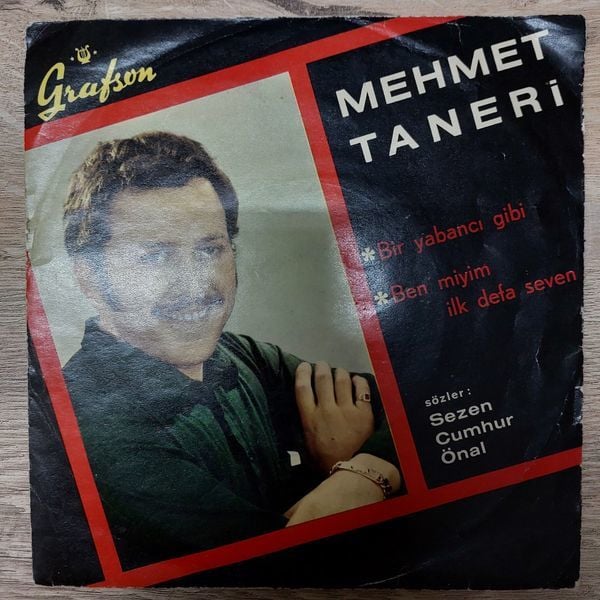 Grafson
MEHMET
TANERİ
*Bir yabancı gibi
*Ben miyim
ilk defa seven
sözler:
Sezen
Cumhur
Önal